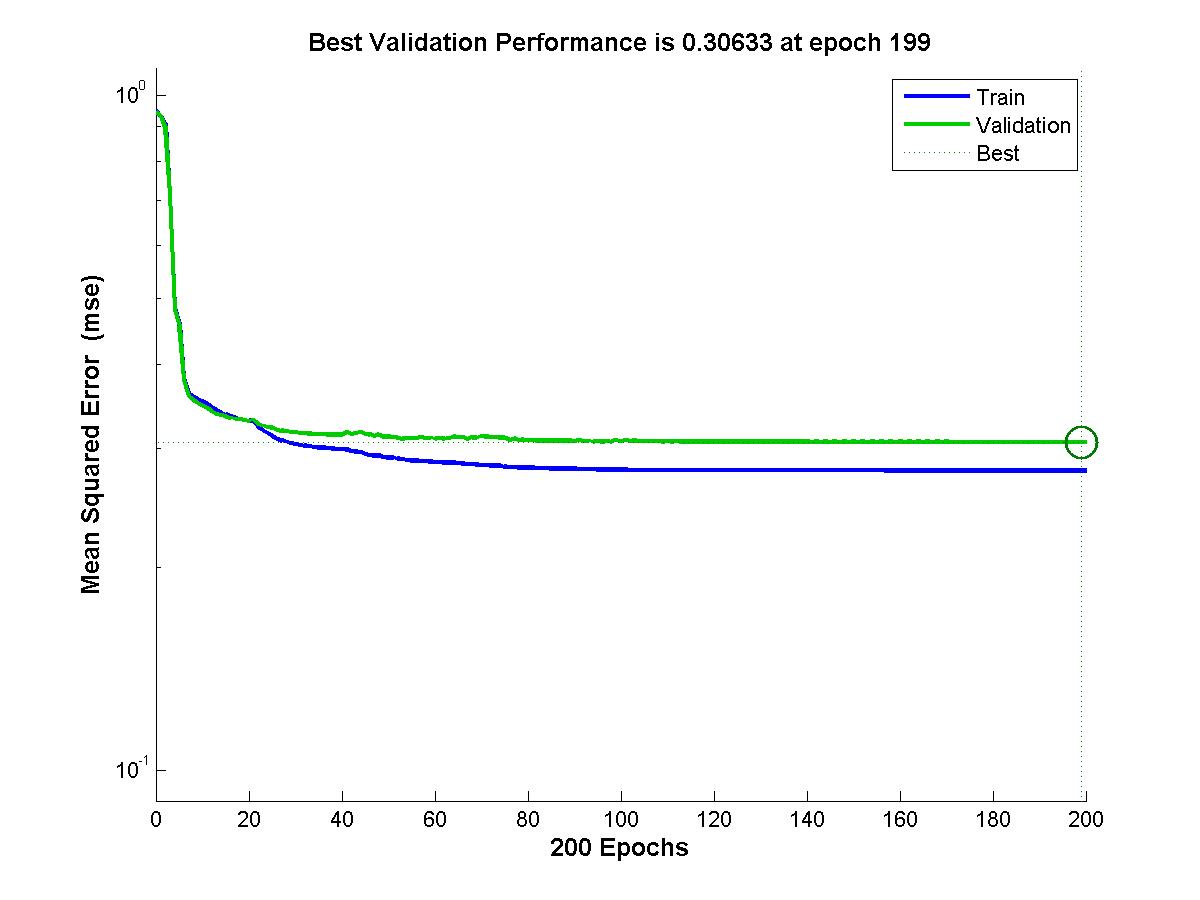 Best Validation Performance is 0.30633 at epoch 199
10^0
Train
Validation
Best
Mean Squared Error (mse)
10^-1
0 20 40 60 80 100 120 140 160 180 200
200 Epochs